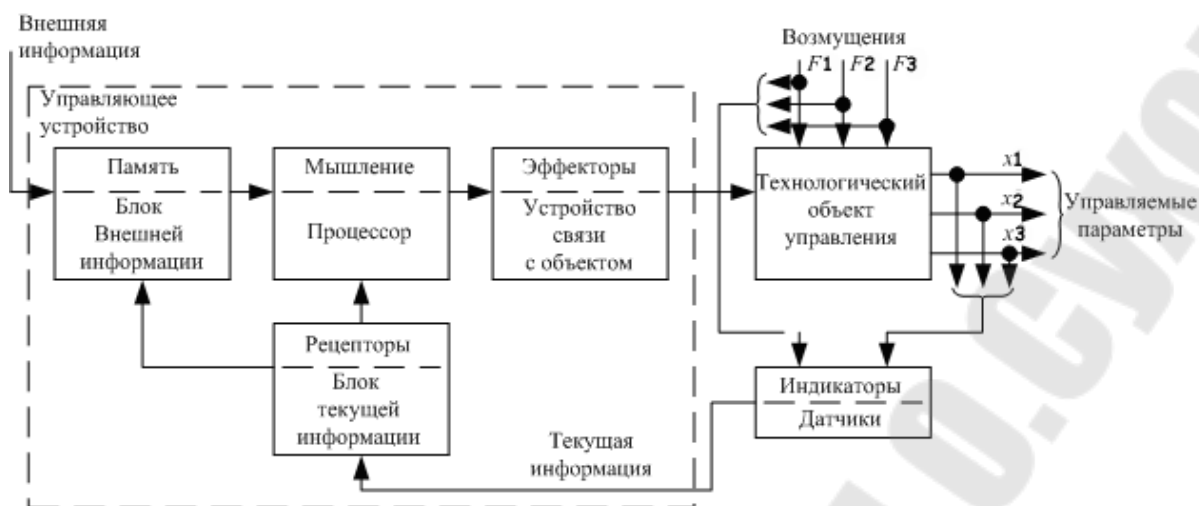 Внешняя
информация
Возмущения
F1 F2 F3
Управляющее
устройство
Память
Блок
Внешней
информации
Мышление
Процессор
Эффекторы
Устройство
связи
с объектом
Технологический
объект
управления
x1
x2
x3
Управляемые
параметры
Рецепторы
Блок
текущей
информации
Индикаторы
Датчики
Текущая
информация